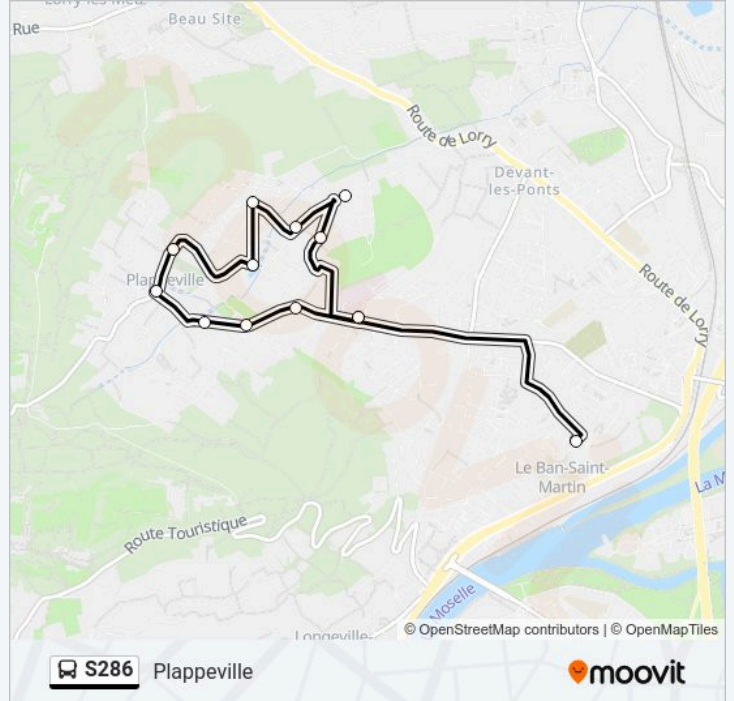 Rue
Beau Site
Route de Lorry
Devant-
les-Ponts
Plappeville
Route de Lorry
Le Ban-Saint-
Martin
La M
Route Touristique
Moselle
Longeville-
© OpenStreetMap contributors | © OpenMapTiles
S286 Plappeville moovit